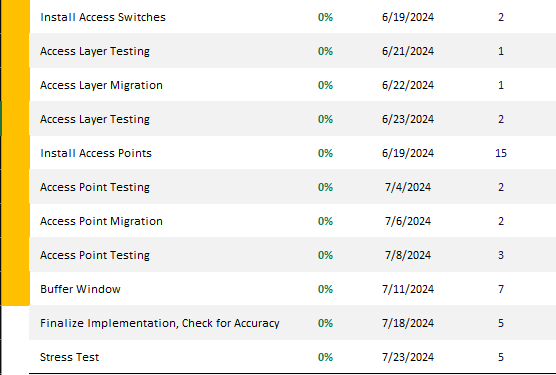 Install Access Switches 0% 6/19/2024 2
Access Layer Testing 0% 6/21/2024 1
Access Layer Migration 0% 6/22/2024 1
Access Layer Testing 0% 6/23/2024 2
Install Access Points 0% 6/19/2024 15
Access Point Testing 0% 7/4/2024 2
Access Point Migration 0% 7/6/2024 2
Access Point Testing 0% 7/8/2024 3
Buffer Window 0% 7/11/2024 7
Finalize Implementation, Check for Accuracy 0% 7/18/2024 5
Stress Test 0% 7/23/2024 5